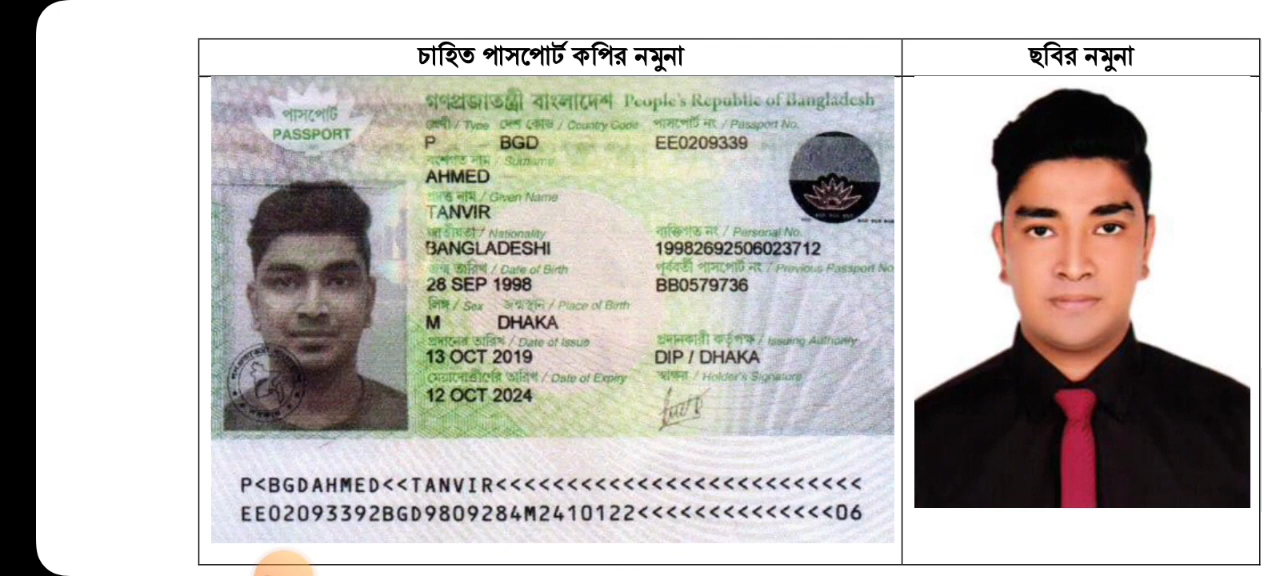 চাহিত পাসপোর্ট কপির নমুনা
ছবির নমুনা
পাসপোর্ট
PASSPORT
গণপ্রজাতন্ত্রী বাংলাদেশ People's Republic of Bangladesh
শ্রেণী / Type দেশ কোড / Country Code পাসপোর্ট নং / Passport No.
P BGD EE0209339
বংশগত নাম / Surname
AHMED
প্রদত্ত নাম / Given Name
TANVIR
জাতীয়তা / Nationality ব্যক্তিগত নং / Personal No.
BANGLADESHI 19982692506023712
জন্ম তারিখ / Date of Birth পূর্ববর্তী পাসপোর্ট নং / Previous Passport No
28 SEP 1998 BB0579736
লিঙ্গ / Sex জন্মস্থান / Place of Birth
M DHAKA
প্রদানের তারিখ / Date of Issue প্রদানকারী কর্তৃপক্ষ / Issuing Authority
13 OCT 2019 DIP / DHAKA
মেয়াদোত্তীর্ণের তারিখ / Date of Expiry স্বাক্ষর / Holder's Signature
12 OCT 2024
P<BGDAHMED<<TANVIR<<<<<<<<<<<<<<<<<<<<<<<<<<
EE02093392BGD9809284M2410122<<<<<<<<<<<<<<06